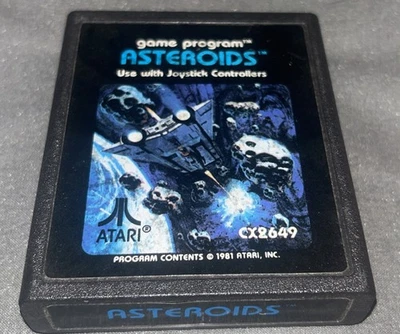 game program™
ASTEROIDS™
Use with Joystick Controllers
ATARI®
CX2649
PROGRAM CONTENTS © 1981 ATARI, INC.
ASTEROIDS